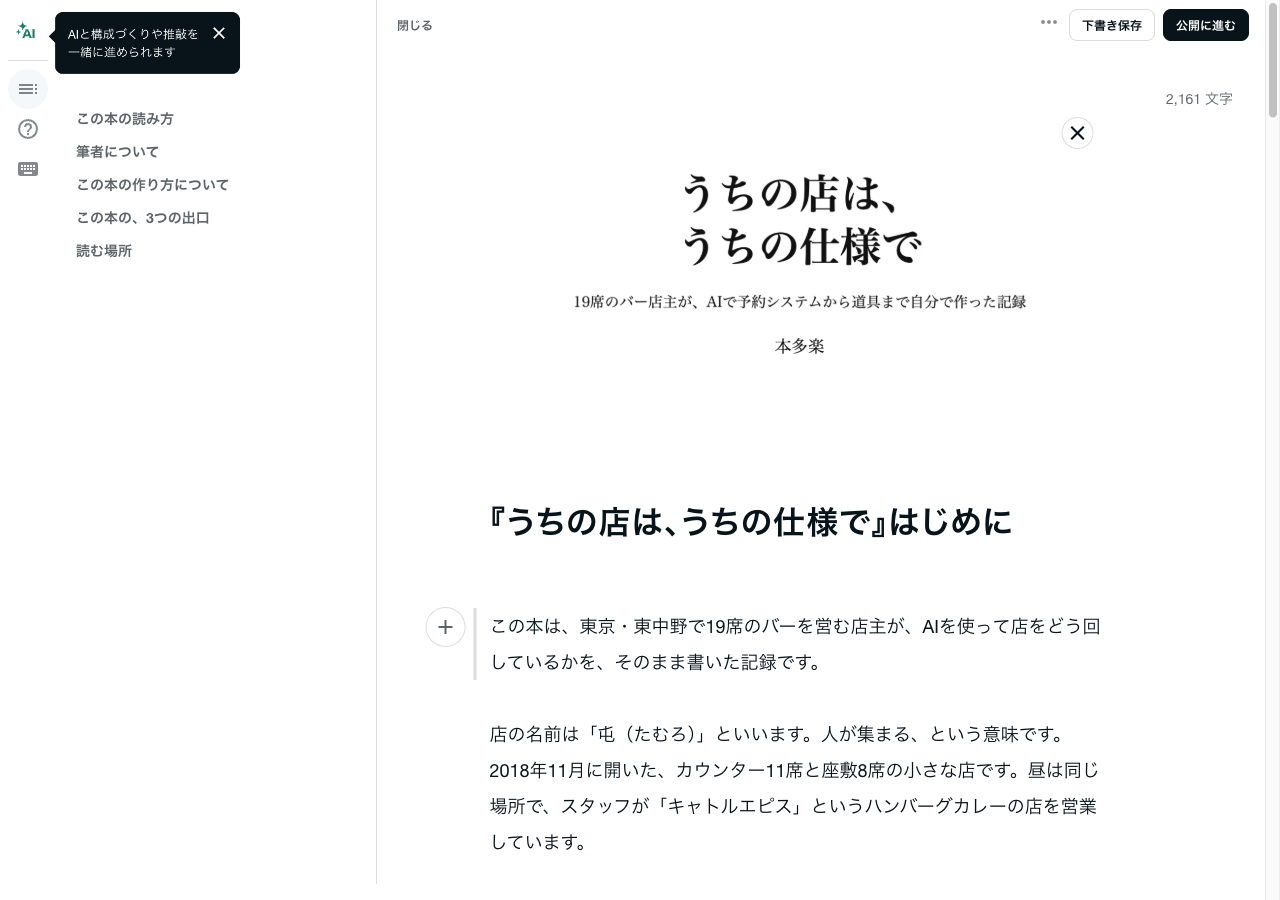 AI
AIと構成づくりや推敲を
一緒に進められます
この本の読み方
筆者について
この本の作り方について
この本の、3つの出口
読む場所
閉じる
下書き保存
公開に進む
2,161 文字
うちの店は、
うちの仕様で
19席のバー店主が、AIで予約システムから道具まで自分で作った記録
本多楽
『うちの店は、うちの仕様で』はじめに
この本は、東京・東中野で19席のバーを営む店主が、AIを使って店をどう回
しているかを、そのまま書いた記録です。
店の名前は「屯（たむろ）」といいます。人が集まる、という意味です。
2018年11月に開いた、カウンター11席と座敷8席の小さな店です。昼は同じ
場所で、スタッフが「キャトルエピス」というハンバーグカレーの店を営業
しています。